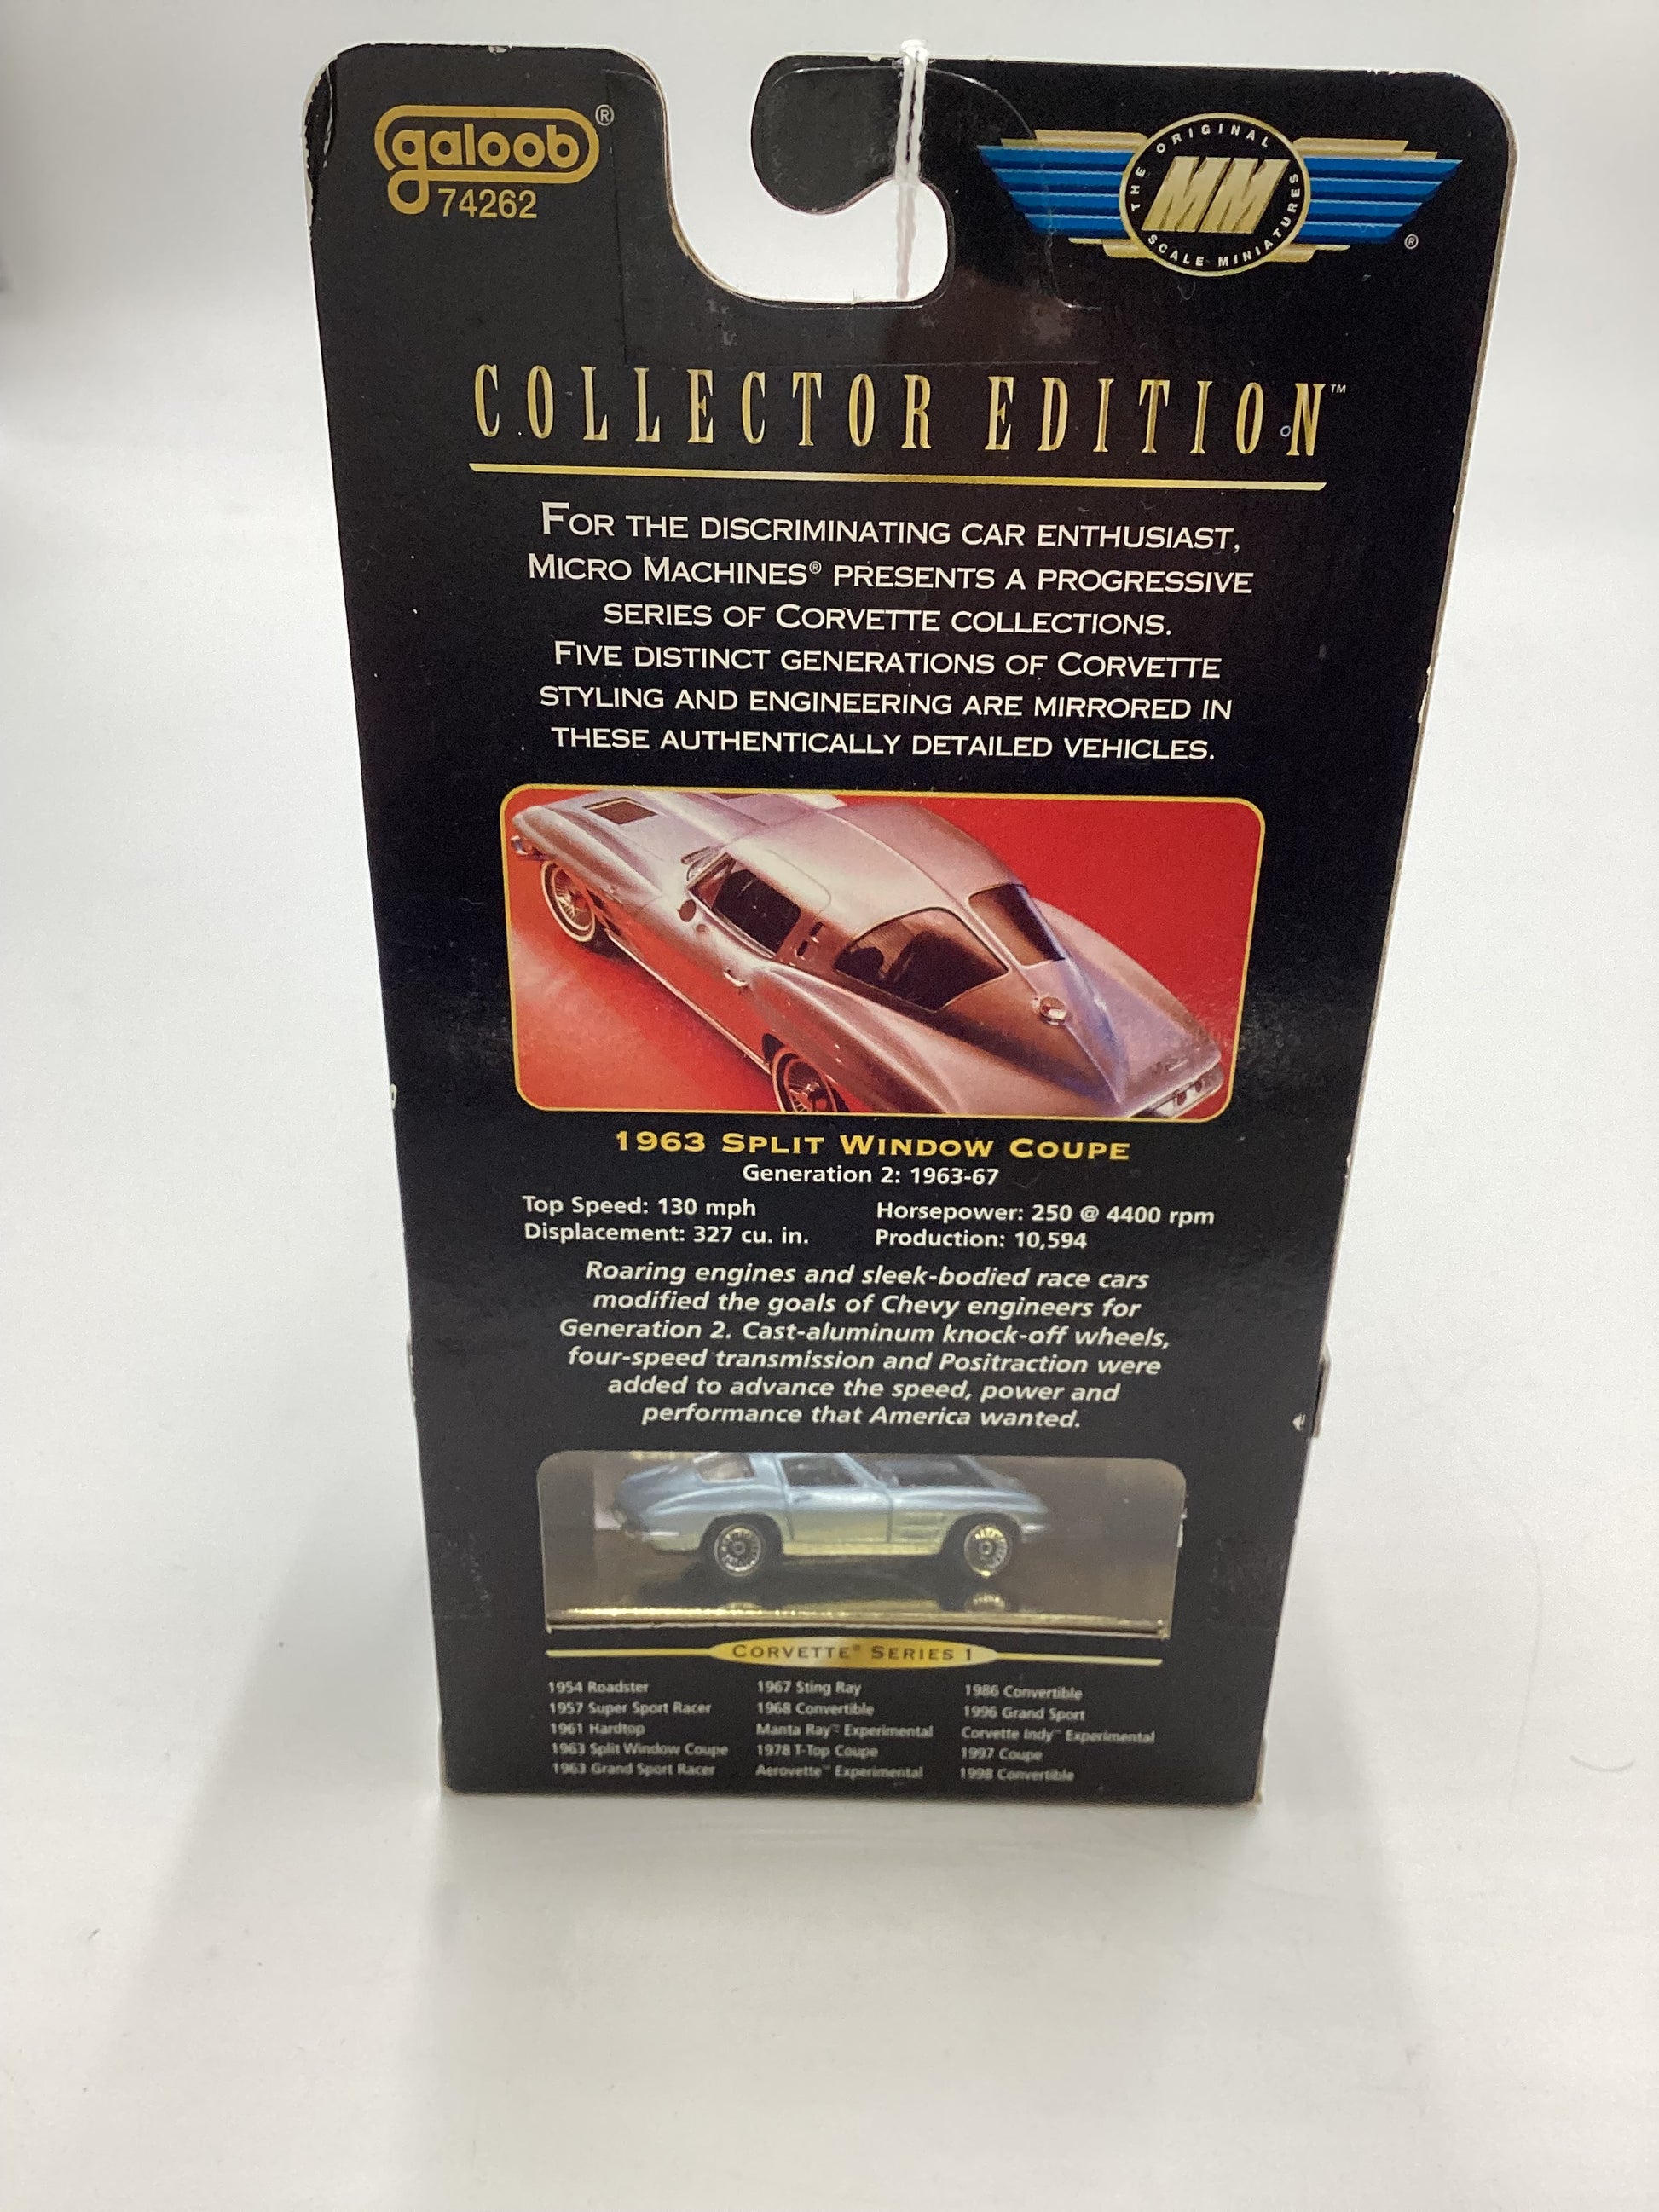 galoob®
74262
THE ORIGINAL
MM
SCALE MINIATURES
®
COLLECTOR EDITION™
FOR THE DISCRIMINATING CAR ENTHUSIAST,
MICRO MACHINES® PRESENTS A PROGRESSIVE
SERIES OF CORVETTE COLLECTIONS.
FIVE DISTINCT GENERATIONS OF CORVETTE
STYLING AND ENGINEERING ARE MIRRORED IN
THESE AUTHENTICALLY DETAILED VEHICLES.
1963 SPLIT WINDOW COUPE
Generation 2: 1963-67
Top Speed: 130 mph Horsepower: 250 @ 4400 rpm
Displacement: 327 cu. in. Production: 10,594
Roaring engines and sleek-bodied race cars
modified the goals of Chevy engineers for
Generation 2. Cast-aluminum knock-off wheels,
four-speed transmission and Positraction were
added to advance the speed, power and
performance that America wanted.
CORVETTE® SERIES 1
1954 Roadster
1957 Super Sport Racer
1961 Hardtop
1963 Split Window Coupe
1963 Grand Sport Racer
1967 Sting Ray
1968 Convertible
Manta Ray™ Experimental
1978 T-Top Coupe
Aerovette™ Experimental
1986 Convertible
1996 Grand Sport
Corvette Indy™ Experimental
1997 Coupe
1998 Convertible